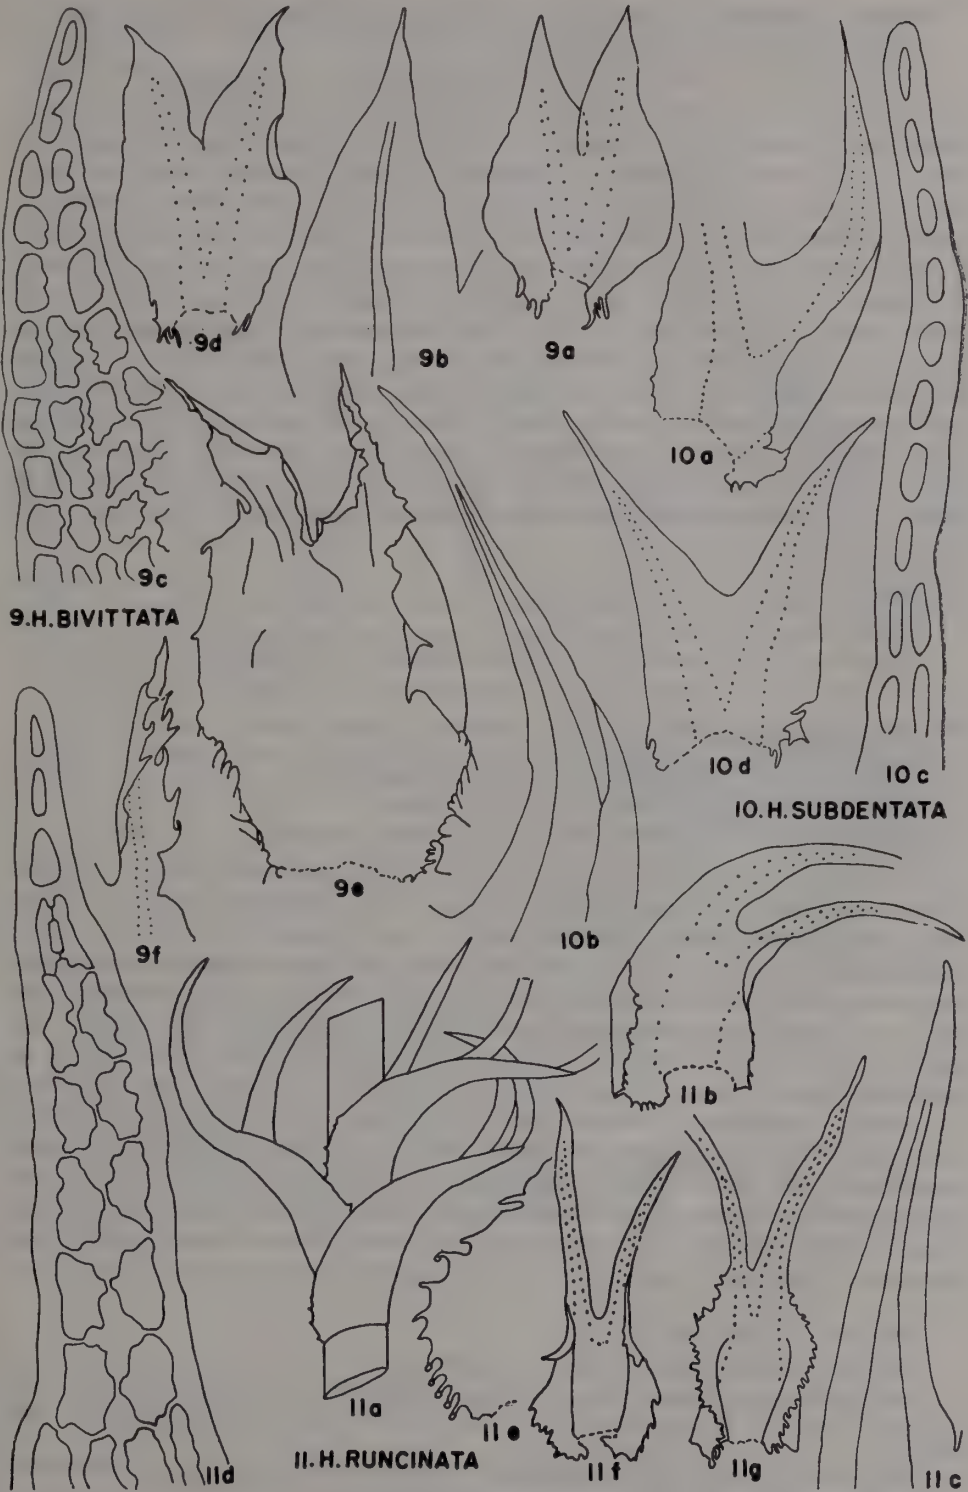 9d
9b
9a
10a
9c
9.H.BIVITTATA
10d
10c
10.H.SUBDENTATA
9e
9f
10b
11b
11a
11e
11.H.RUNCINATA
11f
11g
11d
11c